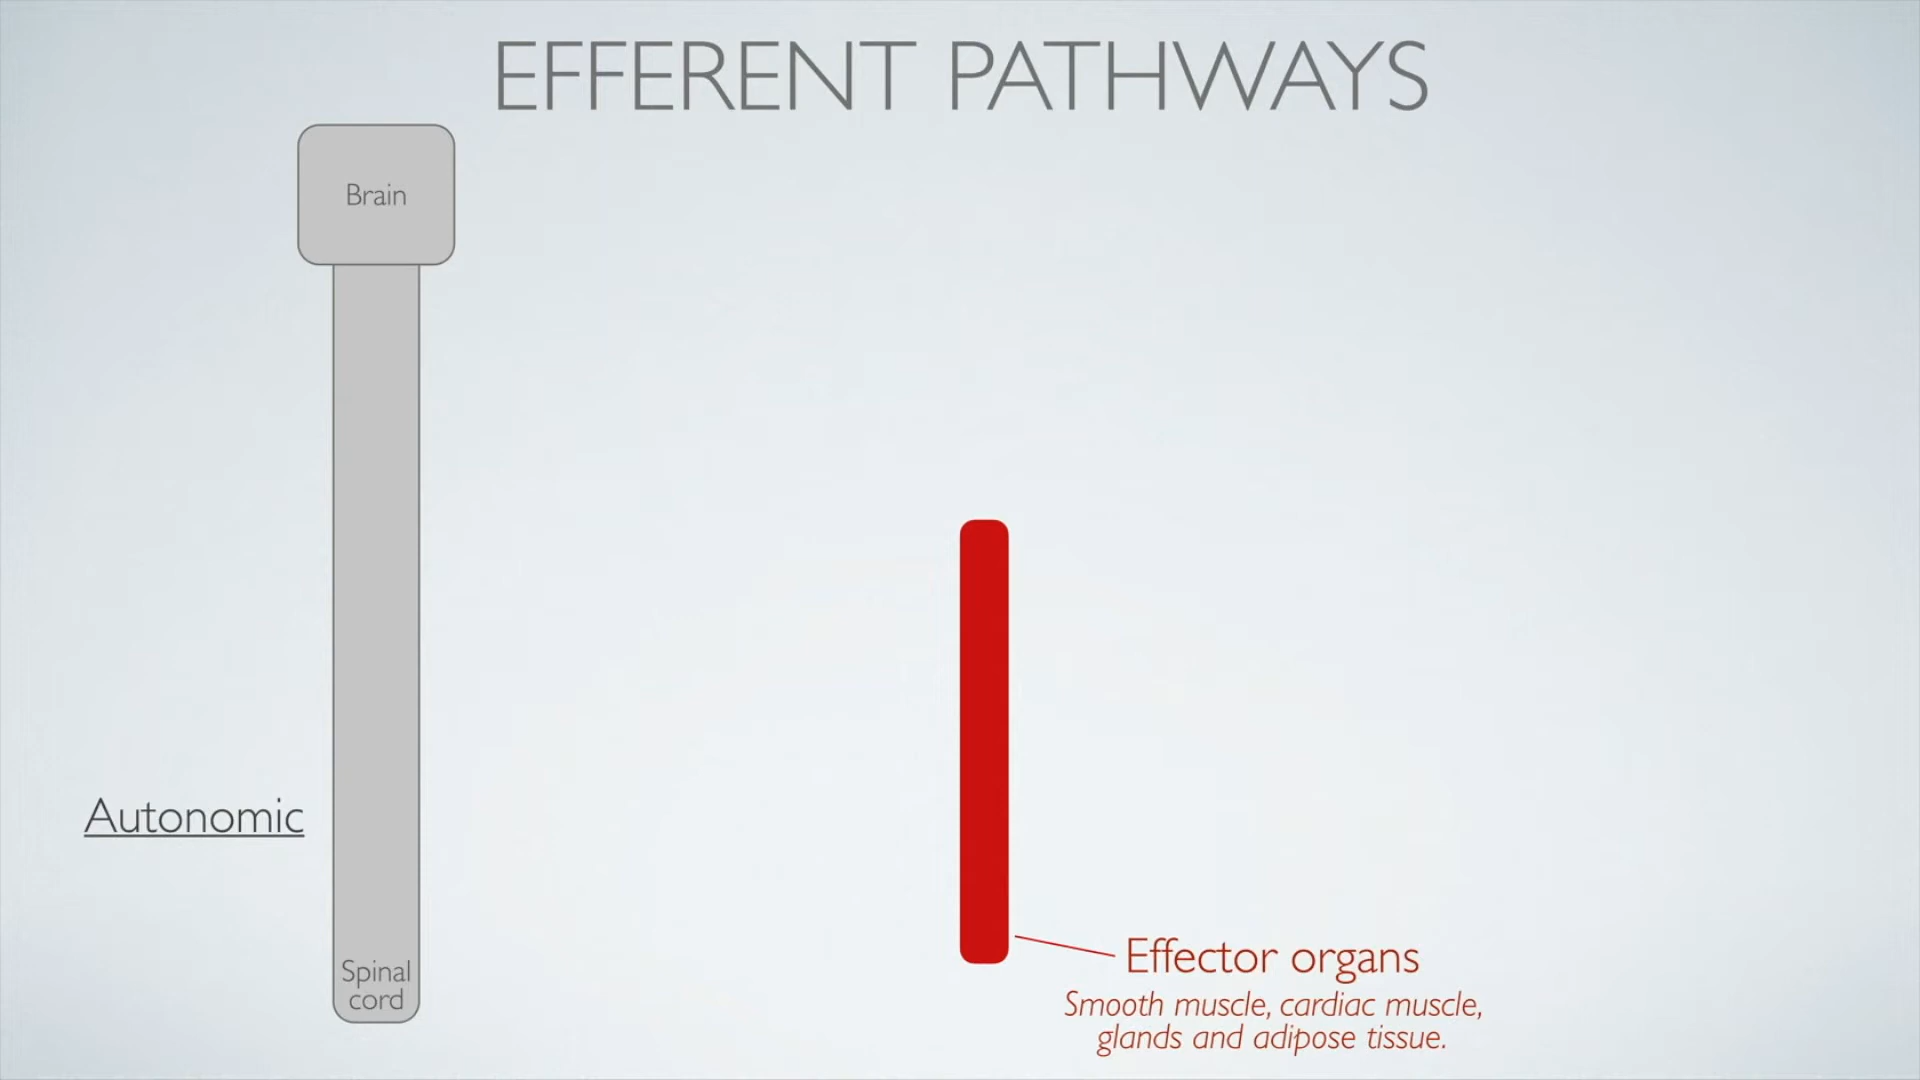 EFFERENT PATHWAYS
Brain
Autonomic
Spinal
cord
Effector organs
Smooth muscle, cardiac muscle,
glands and adipose tissue.